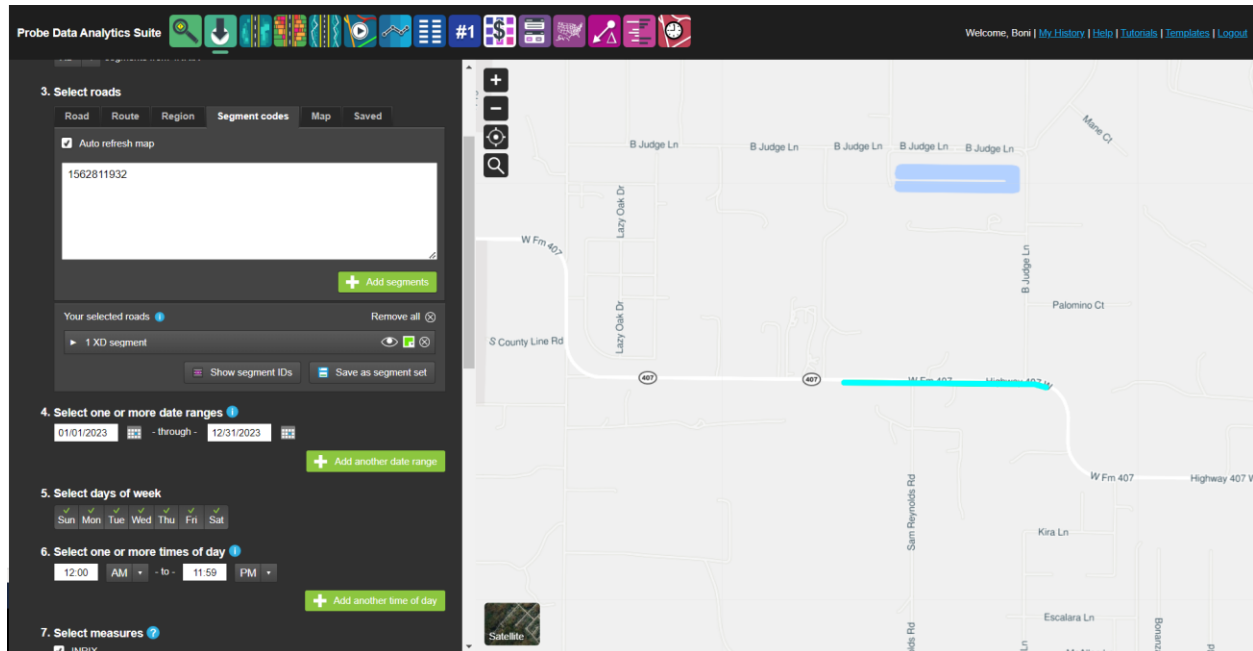 Probe Data Analytics Suite
#1
$
Welcome, Boni | My History | Help | Tutorials | Templates | Logout
3. Select roads
Road Route Region Segment codes Map Saved
Auto refresh map
1562811932
Add segments
Your selected roads Remove all
1 XD segment
Show segment IDs Save as segment set
4. Select one or more date ranges
01/01/2023 - through - 12/31/2023
Add another date range
5. Select days of week
Sun Mon Tue Wed Thu Fri Sat
6. Select one or more times of day
12:00 AM - to - 11:59 PM
Add another time of day
7. Select measures
INRIX
Mane Ct
B Judge Ln B Judge Ln B Judge Ln B Judge Ln B Judge Ln
Lazy Oak Dr
W Fm 407
B Judge Ln
Palomino Ct
Lazy Oak Dr
S County Line Rd
407 407 W Fm 407 Highway 407 W
W Fm 407 Highway 407 W
Sam Reynolds Rd
Kira Ln
Escalara Ln
Satellite